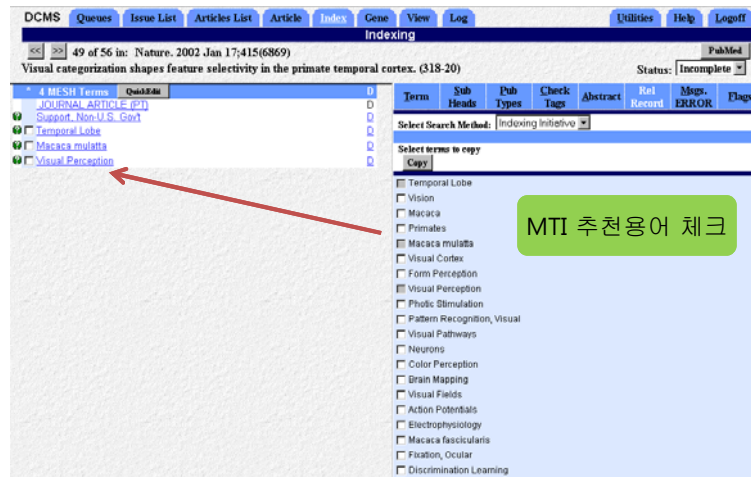 DCMS Queues Issue List Articles List Article Index Gene View Log Utilities Help Logoff
Indexing
<< >> 49 of 56 in: Nature. 2002 Jan 17;415(6869) PubMed
Visual categorization shapes feature selectivity in the primate temporal cortex. (318-20) Status: Incomplete
* 4 MESH Terms QuickEdit D
JOURNAL ARTICLE (PT) D
Support, Non-U.S. Gov't D
Temporal Lobe D
Macaca mulatta D
Visual Perception D
Term Sub Heads Pub Types Check Tags Abstract Rel Record Msgs. ERROR Flags
Select Search Method: Indexing Initiative
Select terms to copy
Copy
Temporal Lobe
Vision
Macaca
Primates
Macaca mulatta
Visual Cortex
Form Perception
Visual Perception
Photic Stimulation
Pattern Recognition, Visual
Visual Pathways
Neurons
Color Perception
Brain Mapping
Visual Fields
Action Potentials
Electrophysiology
Macaca fascicularis
Fixation, Ocular
Discrimination Learning
MTI 추천용어 체크